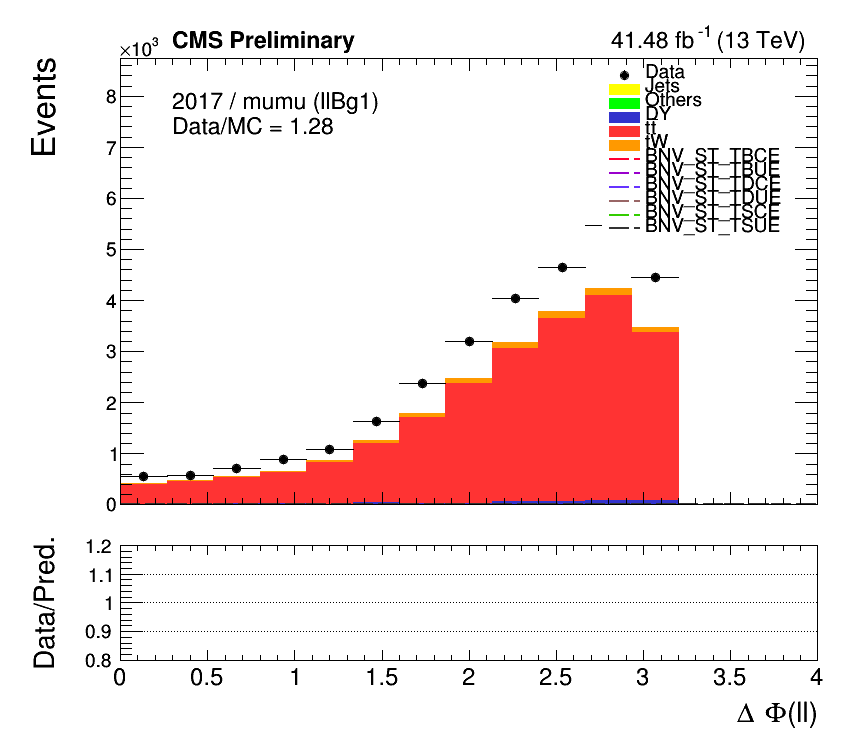 ×10³ CMS Preliminary 41.48 fb⁻¹ (13 TeV)
Events
2017 / mumu (llBg1)
Data/MC = 1.28
Data
Jets
Others
DY
tt
tW
BNV_ST_TBCE
BNV_ST_TBUE
BNV_ST_TDCE
BNV_ST_TDUE
BNV_ST_TSCE
BNV_ST_TSUE
8
7
6
5
4
3
2
1
0
Data/Pred.
1.2
1.1
1
0.9
0.8
0 0.5 1 1.5 2 2.5 3 3.5 4
Δ Φ(ll)